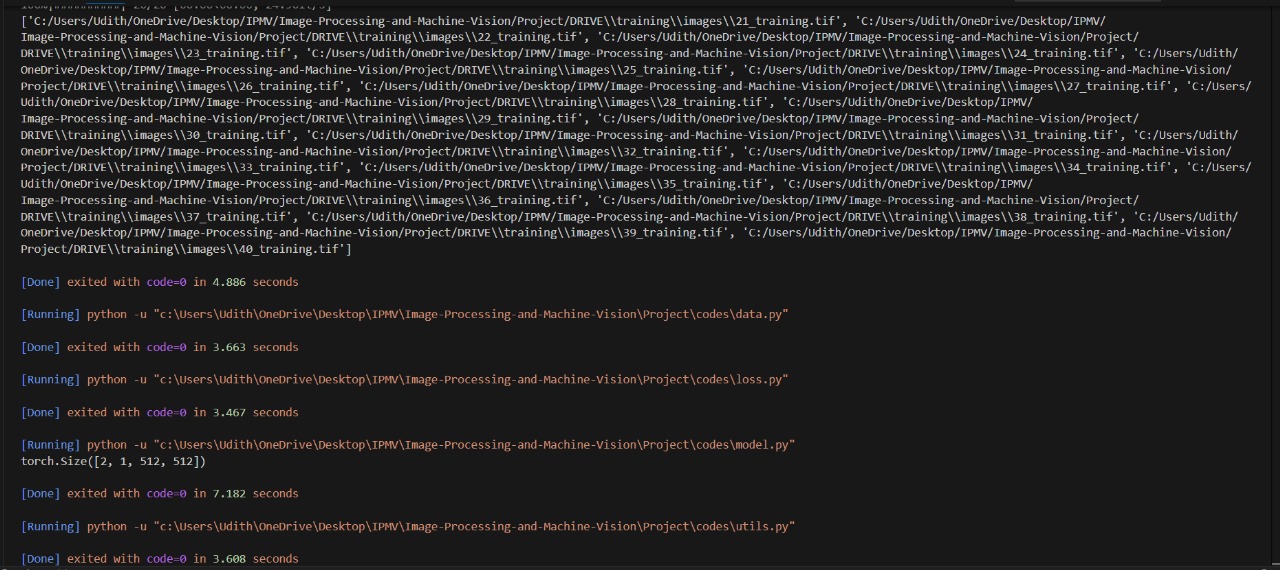 ['C:/Users/Udith/OneDrive/Desktop/IPMV/Image-Processing-and-Machine-Vision/Project/DRIVE\\training\\images\\21_training.tif', 'C:/Users/Udith/OneDrive/Desktop/IPMV/
Image-Processing-and-Machine-Vision/Project/DRIVE\\training\\images\\22_training.tif', 'C:/Users/Udith/OneDrive/Desktop/IPMV/Image-Processing-and-Machine-Vision/Project/
DRIVE\\training\\images\\23_training.tif', 'C:/Users/Udith/OneDrive/Desktop/IPMV/Image-Processing-and-Machine-Vision/Project/DRIVE\\training\\images\\24_training.tif', 'C:/Users/Udith/
OneDrive/Desktop/IPMV/Image-Processing-and-Machine-Vision/Project/DRIVE\\training\\images\\25_training.tif', 'C:/Users/Udith/OneDrive/Desktop/IPMV/Image-Processing-and-Machine-Vision/
Project/DRIVE\\training\\images\\26_training.tif', 'C:/Users/Udith/OneDrive/Desktop/IPMV/Image-Processing-and-Machine-Vision/Project/DRIVE\\training\\images\\27_training.tif', 'C:/Users/
Udith/OneDrive/Desktop/IPMV/Image-Processing-and-Machine-Vision/Project/DRIVE\\training\\images\\28_training.tif', 'C:/Users/Udith/OneDrive/Desktop/IPMV/
Image-Processing-and-Machine-Vision/Project/DRIVE\\training\\images\\29_training.tif', 'C:/Users/Udith/OneDrive/Desktop/IPMV/Image-Processing-and-Machine-Vision/Project/
DRIVE\\training\\images\\30_training.tif', 'C:/Users/Udith/OneDrive/Desktop/IPMV/Image-Processing-and-Machine-Vision/Project/DRIVE\\training\\images\\31_training.tif', 'C:/Users/Udith/
OneDrive/Desktop/IPMV/Image-Processing-and-Machine-Vision/Project/DRIVE\\training\\images\\32_training.tif', 'C:/Users/Udith/OneDrive/Desktop/IPMV/Image-Processing-and-Machine-Vision/
Project/DRIVE\\training\\images\\33_training.tif', 'C:/Users/Udith/OneDrive/Desktop/IPMV/Image-Processing-and-Machine-Vision/Project/DRIVE\\training\\images\\34_training.tif', 'C:/Users/
Udith/OneDrive/Desktop/IPMV/Image-Processing-and-Machine-Vision/Project/DRIVE\\training\\images\\35_training.tif', 'C:/Users/Udith/OneDrive/Desktop/IPMV/
Image-Processing-and-Machine-Vision/Project/DRIVE\\training\\images\\36_training.tif', 'C:/Users/Udith/OneDrive/Desktop/IPMV/Image-Processing-and-Machine-Vision/Project/
DRIVE\\training\\images\\37_training.tif', 'C:/Users/Udith/OneDrive/Desktop/IPMV/Image-Processing-and-Machine-Vision/Project/DRIVE\\training\\images\\38_training.tif', 'C:/Users/Udith/
OneDrive/Desktop/IPMV/Image-Processing-and-Machine-Vision/Project/DRIVE\\training\\images\\39_training.tif', 'C:/Users/Udith/OneDrive/Desktop/IPMV/Image-Processing-and-Machine-Vision/
Project/DRIVE\\training\\images\\40_training.tif']
[Done] exited with code=0 in 4.886 seconds
[Running] python -u "c:\Users\Udith\OneDrive\Desktop\IPMV\Image-Processing-and-Machine-Vision\Project\codes\data.py"
[Done] exited with code=0 in 3.663 seconds
[Running] python -u "c:\Users\Udith\OneDrive\Desktop\IPMV\Image-Processing-and-Machine-Vision\Project\codes\loss.py"
[Done] exited with code=0 in 3.467 seconds
[Running] python -u "c:\Users\Udith\OneDrive\Desktop\IPMV\Image-Processing-and-Machine-Vision\Project\codes\model.py"
torch.Size([2, 1, 512, 512])
[Done] exited with code=0 in 7.182 seconds
[Running] python -u "c:\Users\Udith\OneDrive\Desktop\IPMV\Image-Processing-and-Machine-Vision\Project\codes\utils.py"
[Done] exited with code=0 in 3.608 seconds